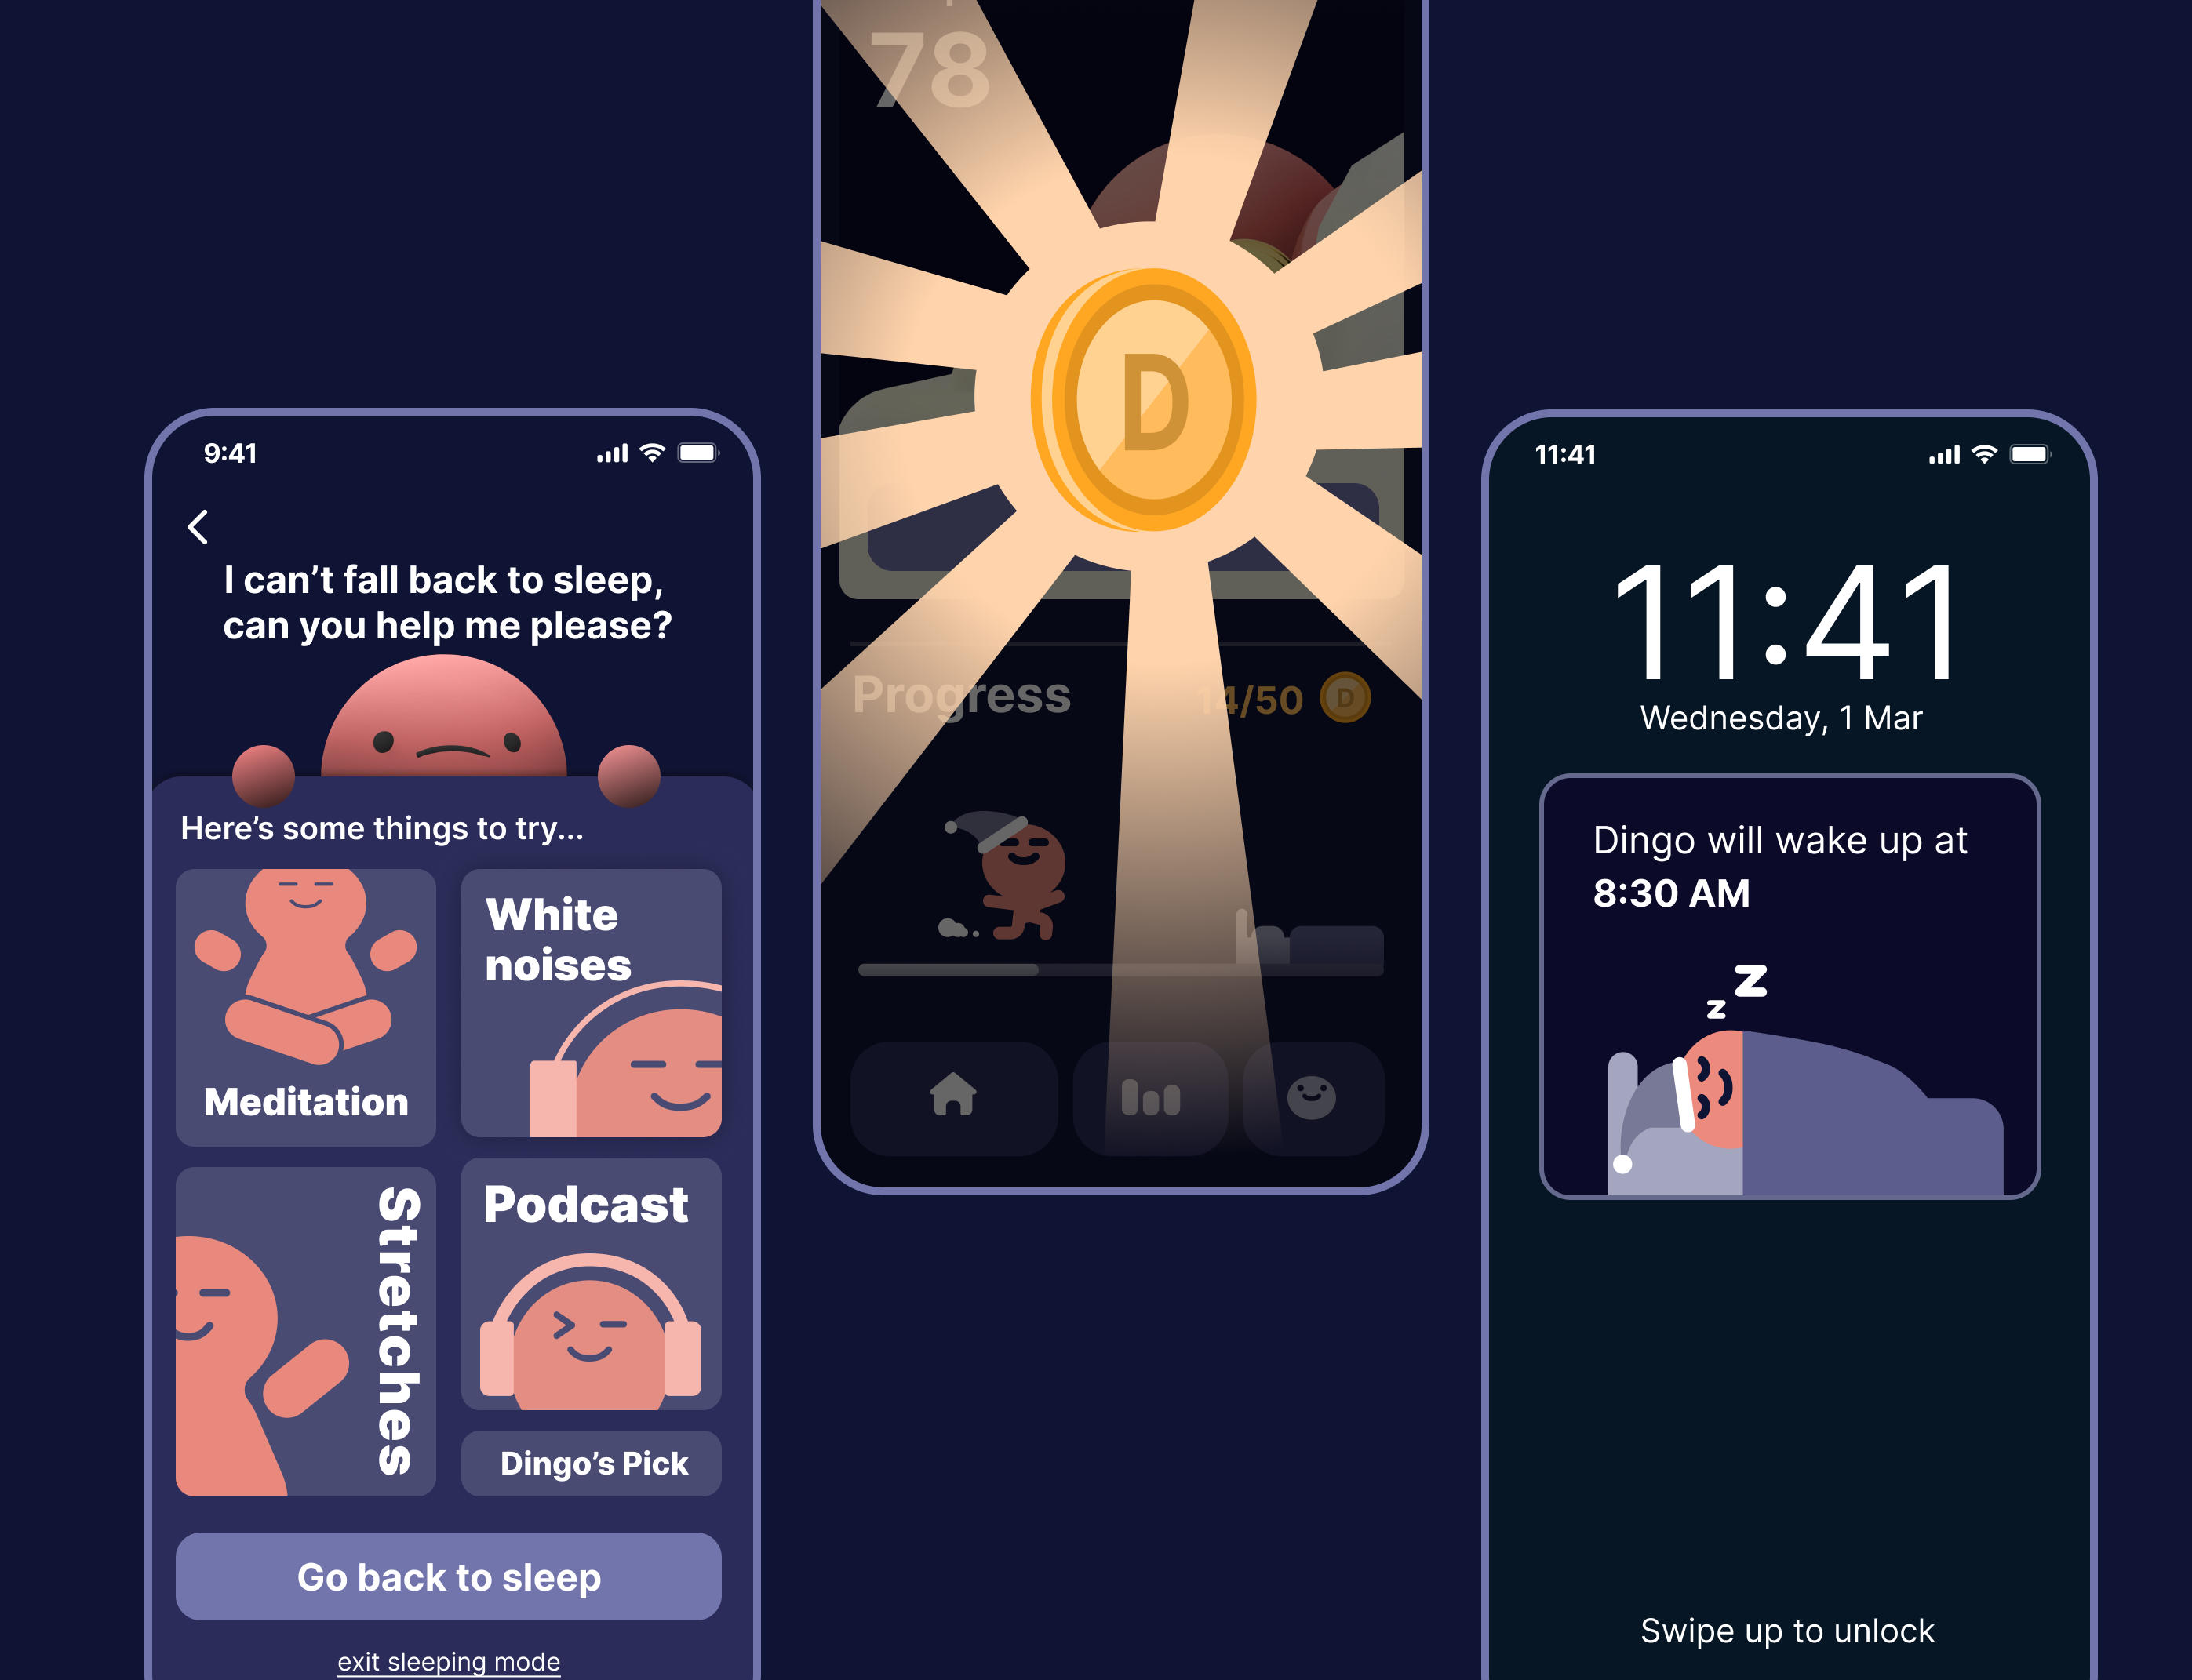 9:41
I can’t fall back to sleep,
can you help me please?
Here’s some things to try...
Meditation
White
noises
Stretches
Podcast
Dingo’s Pick
Go back to sleep
exit sleeping mode
78
D
Progress
14/50
D
11:41
11:41
Wednesday, 1 Mar
Dingo will wake up at
8:30 AM
z
z
Swipe up to unlock